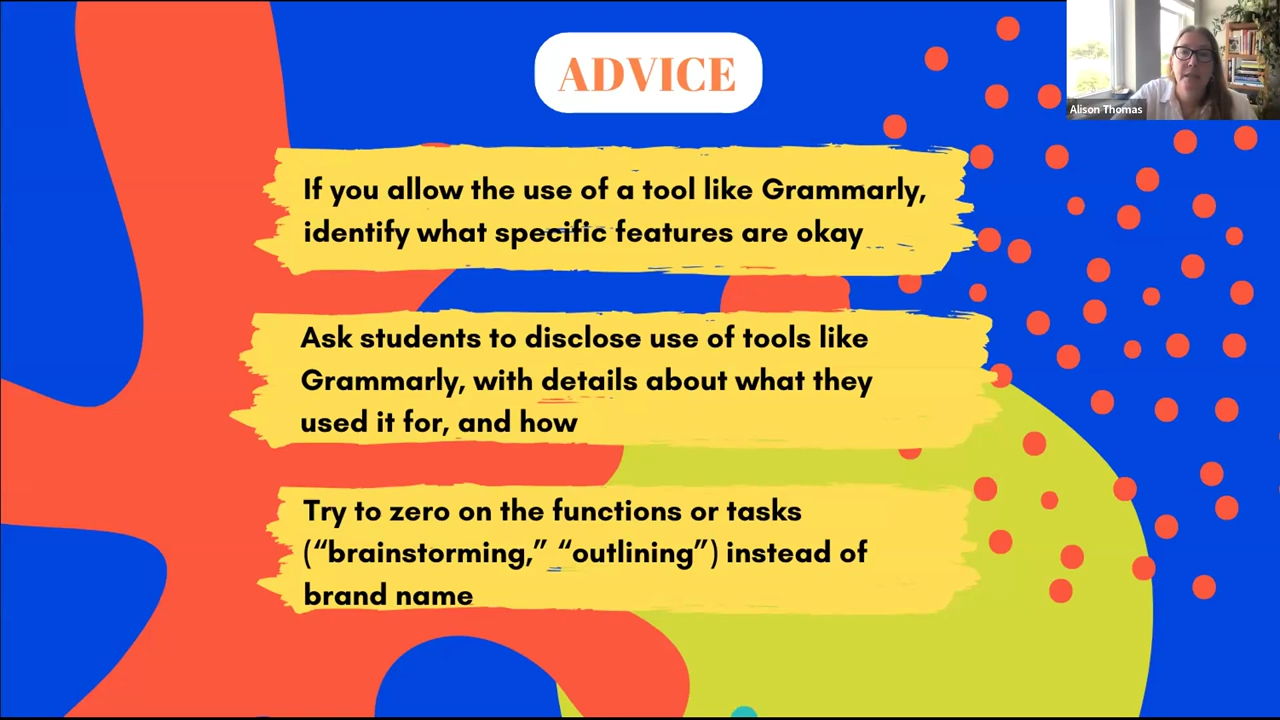 ADVICE
Alison Thomas
If you allow the use of a tool like Grammarly,
identify what specific features are okay
Ask students to disclose use of tools like
Grammarly, with details about what they
used it for, and how
Try to zero on the functions or tasks
(“brainstorming,” “outlining”) instead of
brand name